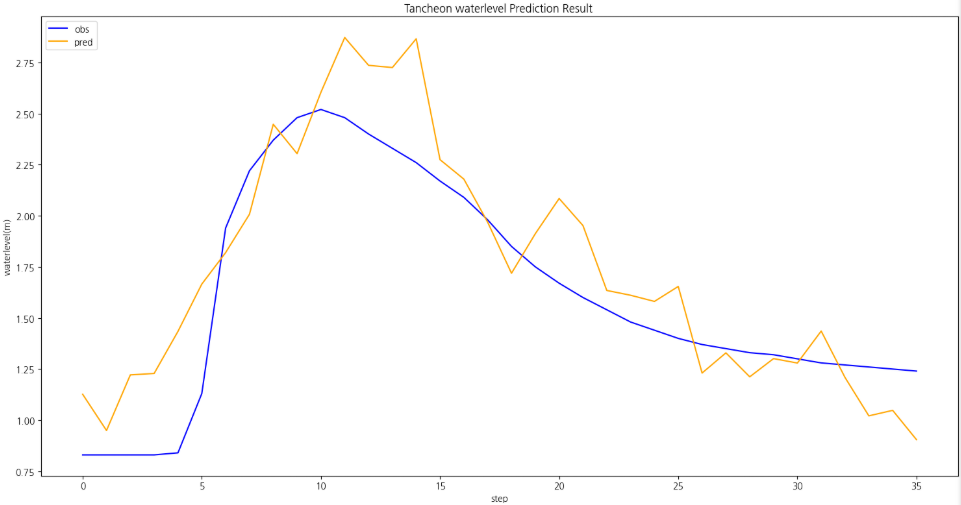 Tancheon waterlevel Prediction Result
obs
pred
2.75
2.50
2.25
2.00
1.75
1.50
1.25
1.00
0.75
waterlevel(m)
0 5 10 15 20 25 30 35
step